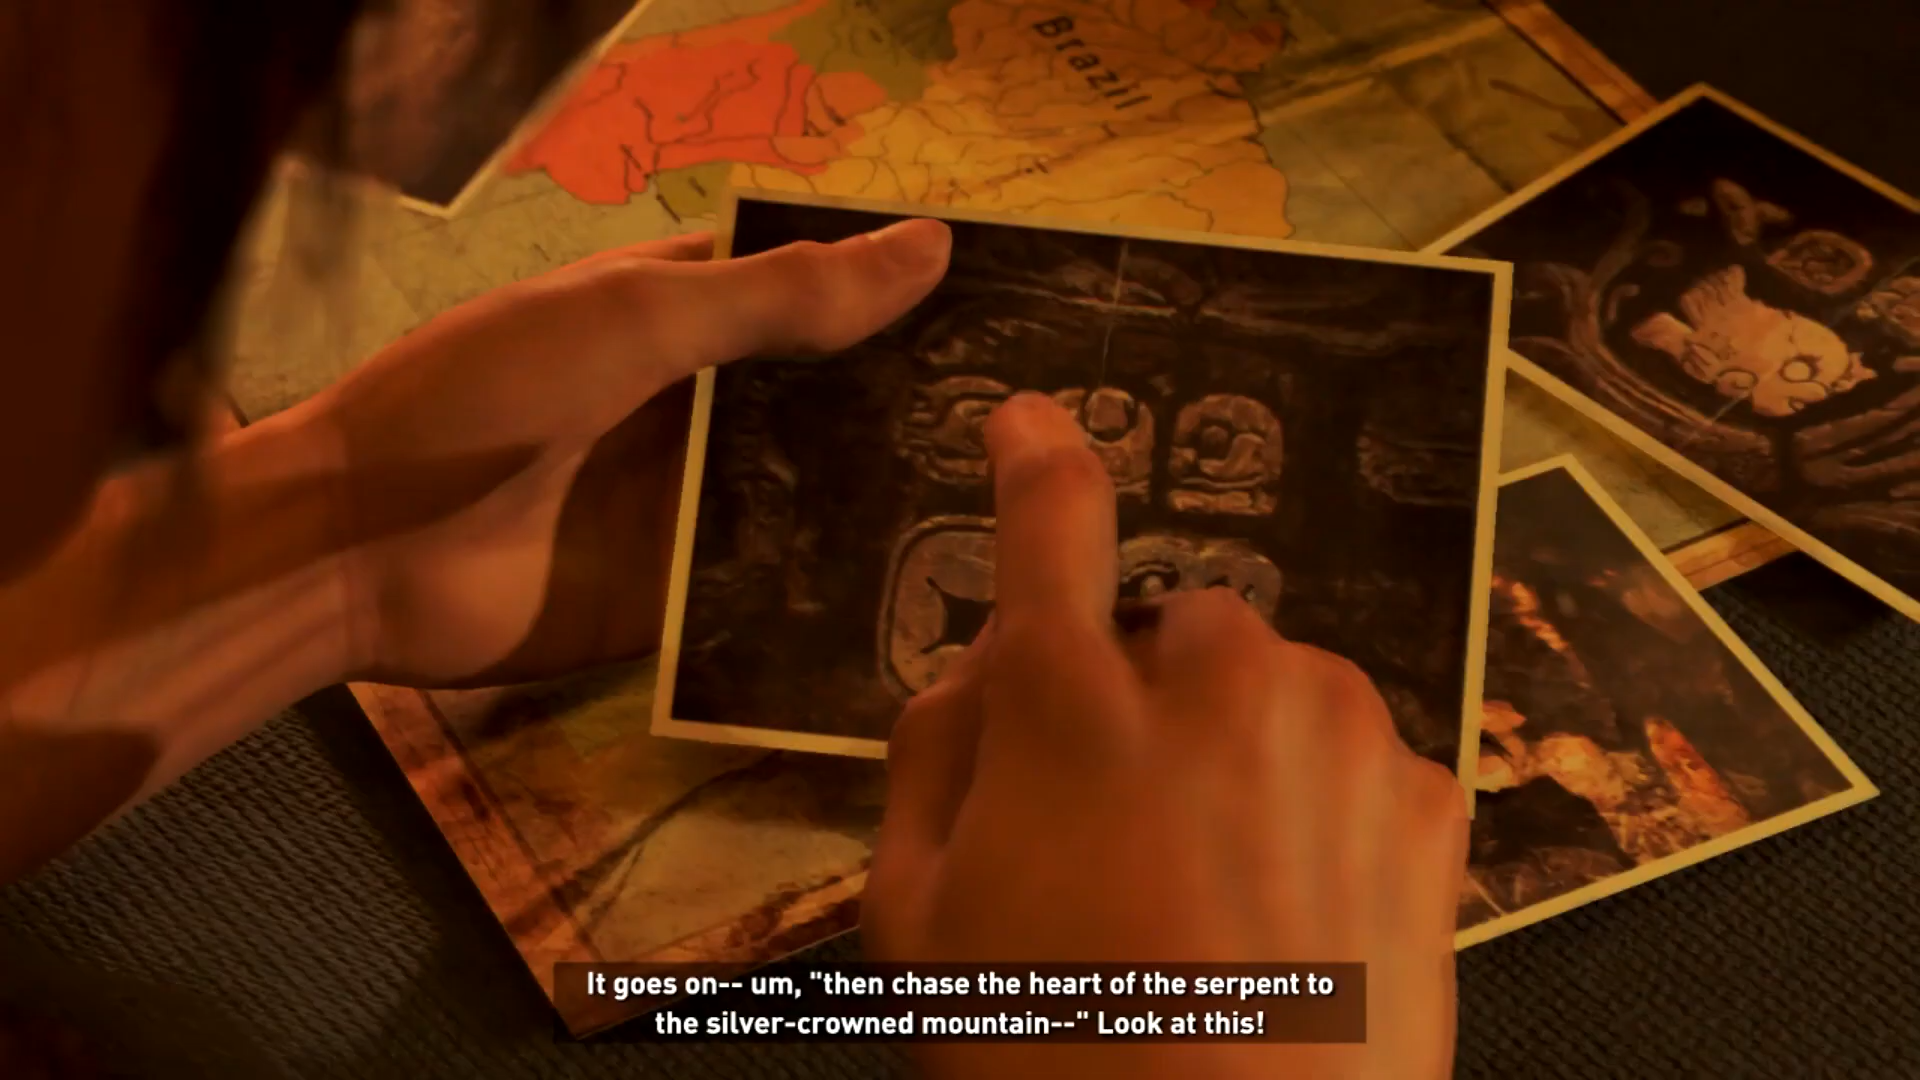 Brazil
It goes on-- um, "then chase the heart of the serpent to
the silver-crowned mountain--" Look at this!